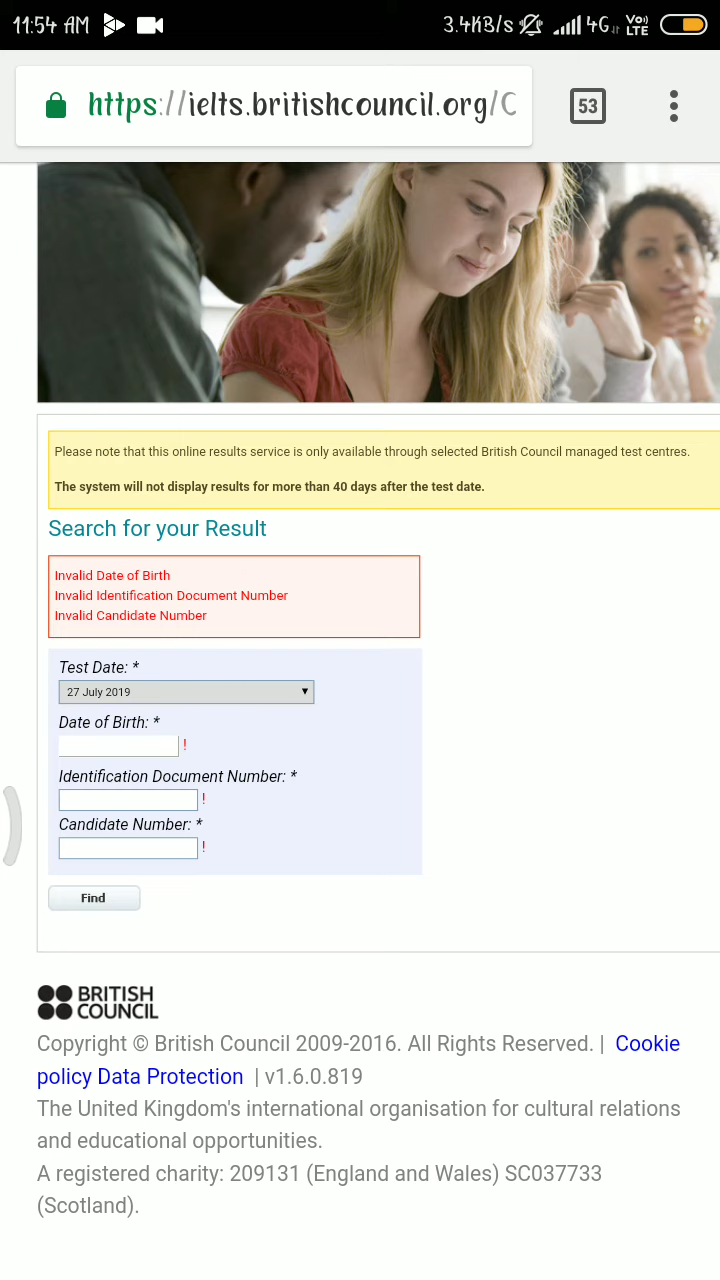 11:54 AM 3.4KB/s 4G Vo) LTE
https://ielts.britishcouncil.org/C
53
Please note that this online results service is only available through selected British Council managed test centres.
The system will not display results for more than 40 days after the test date.
Search for your Result
Invalid Date of Birth
Invalid Identification Document Number
Invalid Candidate Number
Test Date: *
27 July 2019
Date of Birth: *
!
Identification Document Number: *
!
Candidate Number: *
!
Find
BRITISH
COUNCIL
Copyright © British Council 2009-2016. All Rights Reserved. | Cookie
policy Data Protection | v1.6.0.819
The United Kingdom's international organisation for cultural relations
and educational opportunities.
A registered charity: 209131 (England and Wales) SC037733
(Scotland).